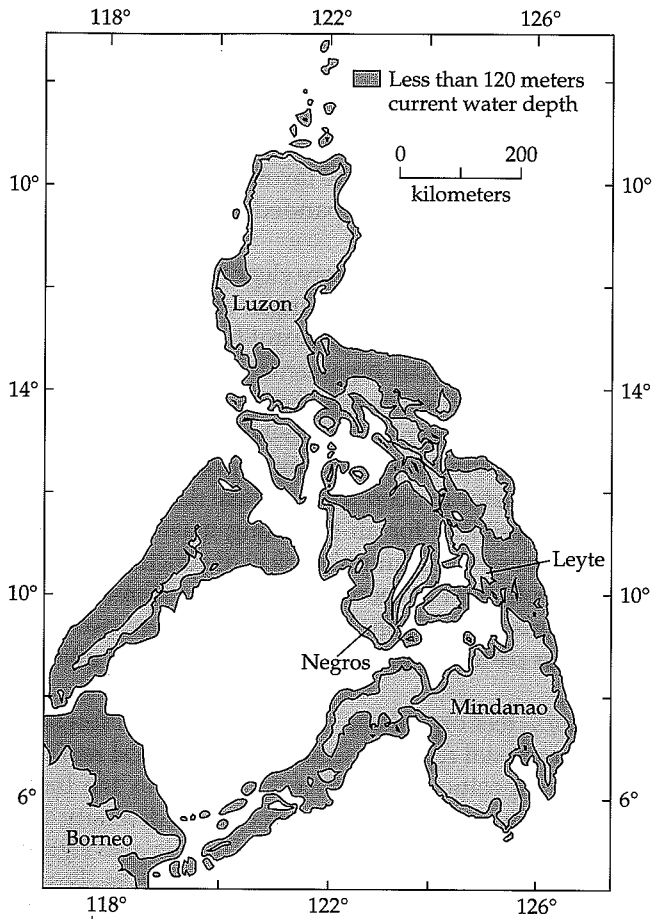 118°
122°
126°
Less than 120 meters
current water depth
0
200
kilometers
10°
10°
Luzon
14°
14°
Leyte
10°
10°
Negros
Mindanao
6°
6°
Borneo
118°
122°
126°